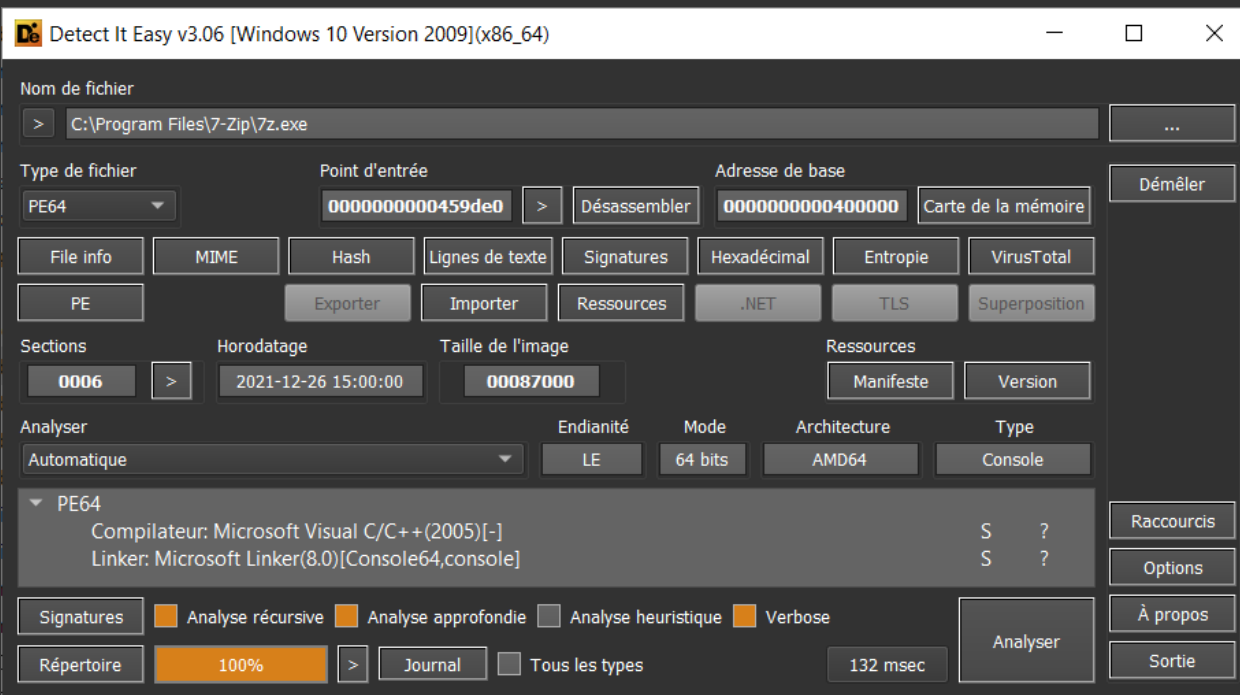 Detect It Easy v3.06 [Windows 10 Version 2009](x86_64)
Nom de fichier
> C:\Program Files\7-Zip\7z.exe ...
Type de fichier Point d'entrée Adresse de base
Démêler
PE64 0000000000459de0 > Désassembler 0000000000400000 Carte de la mémoire
File info MIME Hash Lignes de texte Signatures Hexadécimal Entropie VirusTotal
PE Exporter Importer Ressources .NET TLS Superposition
Sections Horodatage Taille de l'image Ressources
0006 > 2021-12-26 15:00:00 00087000 Manifeste Version
Analyser Endianité Mode Architecture Type
Automatique LE 64 bits AMD64 Console
PE64
Compilateur: Microsoft Visual C/C++(2005)[-] S ?
Linker: Microsoft Linker(8.0)[Console64,console] S ?
Raccourcis
Options
Signatures Analyse récursive Analyse approfondie Analyse heuristique Verbose
Analyser
À propos
Répertoire 100% > Journal Tous les types 132 msec
Sortie